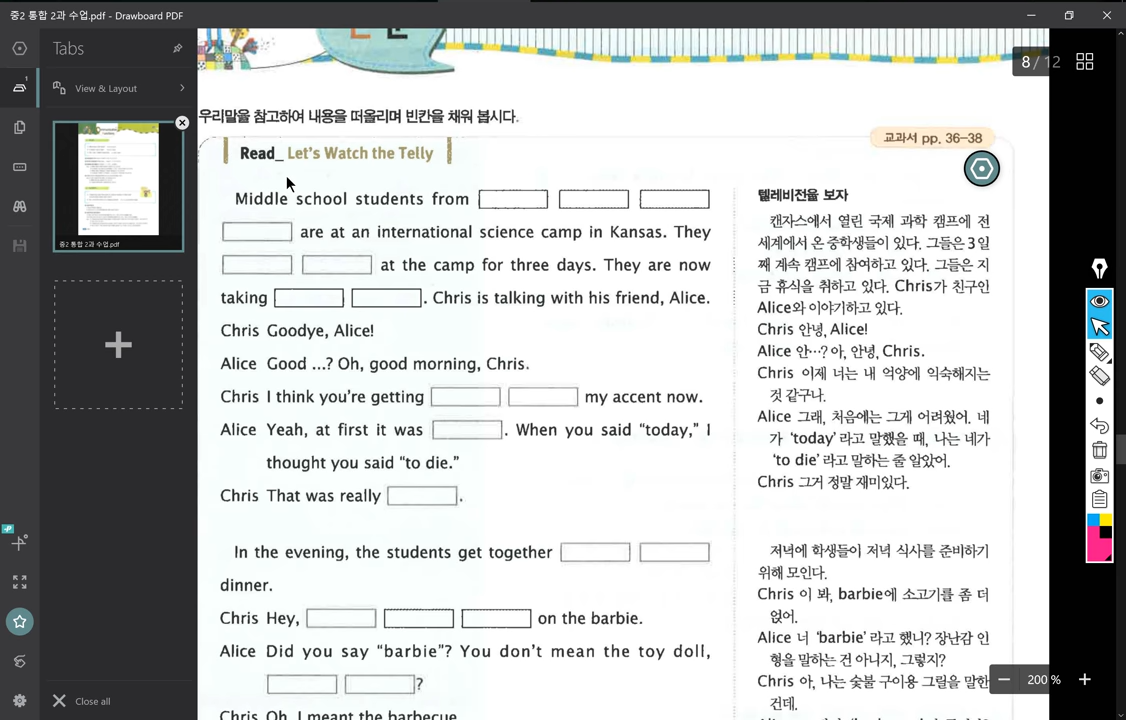 중2 통합 2과 수업.pdf - Drawboard PDF
Tabs
View & Layout
중2 통합 2과 수업.pdf
Close all
1
8 / 12
우리말을 참고하여 내용을 떠올리며 빈칸을 채워 봅시다.
교과서 pp. 36–38
Read_ Let's Watch the Telly
Middle school students from
are at an international science camp in Kansas. They
at the camp for three days. They are now
taking . Chris is talking with his friend, Alice.
Chris Goodye, Alice!
Alice Good ...? Oh, good morning, Chris.
Chris I think you're getting my accent now.
Alice Yeah, at first it was . When you said “today,” I
thought you said “to die.”
Chris That was really .
In the evening, the students get together
dinner.
Chris Hey, on the barbie.
Alice Did you say “barbie”? You don't mean the toy doll,
?
Chris Oh, I meant the barbecue
텔레비전을 보자
캔자스에서 열린 국제 과학 캠프에 전
세계에서 온 중학생들이 있다. 그들은 3일
째 계속 캠프에 참여하고 있다. 그들은 지
금 휴식을 취하고 있다. Chris가 친구인
Alice와 이야기하고 있다.
Chris 안녕, Alice!
Alice 안…? 아, 안녕, Chris.
Chris 이제 너는 내 억양에 익숙해지는
것 같구나.
Alice 그래, 처음에는 그게 어려웠어. 네
가 ‘today’라고 말했을 때, 나는 네가
‘to die’라고 말하는 줄 알았어.
Chris 그거 정말 재미있다.
저녁에 학생들이 저녁 식사를 준비하기
위해 모인다.
Chris 이 봐, barbie에 소고기를 좀 더
얹어.
Alice 너 ‘barbie’라고 했니? 장난감 인
형을 말하는 건 아니지, 그렇지?
Chris 아, 나는 숯불 구이용 그릴을 말한
건데.
200 %